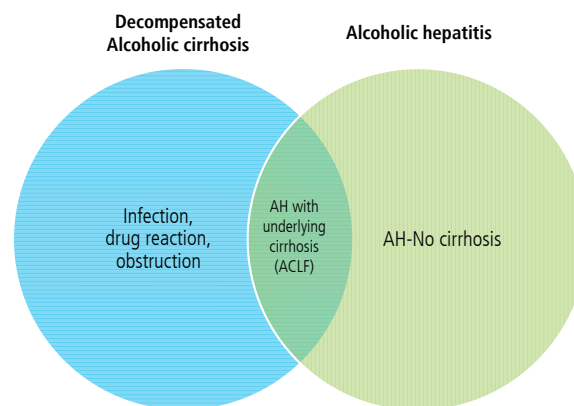 Decompensated
Alcoholic cirrhosis
Alcoholic hepatitis
Infection,
drug reaction,
obstruction
AH with
underlying
cirrhosis
(ACLF)
AH-No cirrhosis